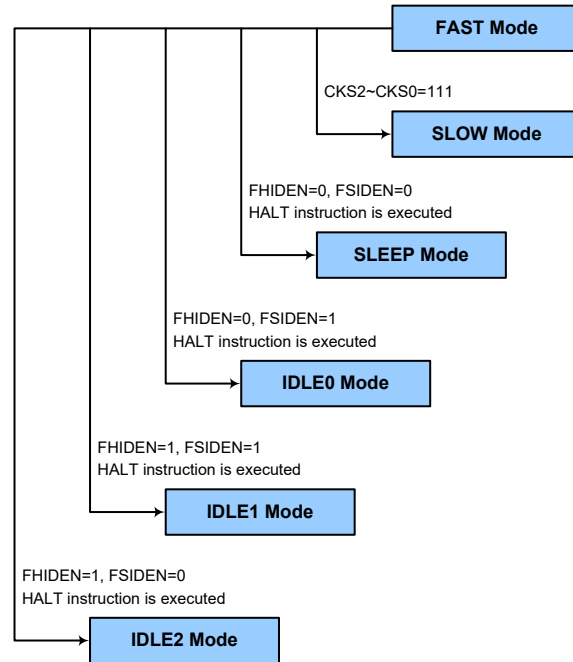 FAST Mode
CKS2~CKS0=111
SLOW Mode
FHIDEN=0, FSIDEN=0
HALT instruction is executed
SLEEP Mode
FHIDEN=0, FSIDEN=1
HALT instruction is executed
IDLE0 Mode
FHIDEN=1, FSIDEN=1
HALT instruction is executed
IDLE1 Mode
FHIDEN=1, FSIDEN=0
HALT instruction is executed
IDLE2 Mode